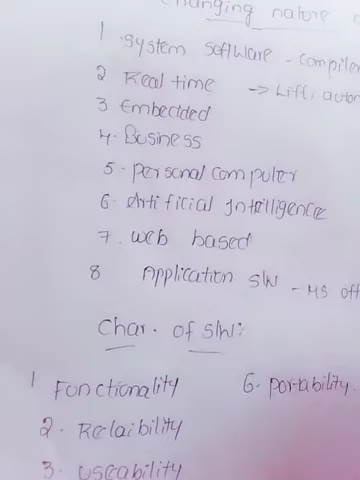 Changing nature
1 System Software - Compiler
2 Real time → Lift
3 Embedded
4. Business
5. Personal Computer
6. Artificial Intelligence
7. Web based
8 Application S/W - MS off
Char. of S/W:
1 Functionality 6. Portability.
2. Relaibility
3. useability